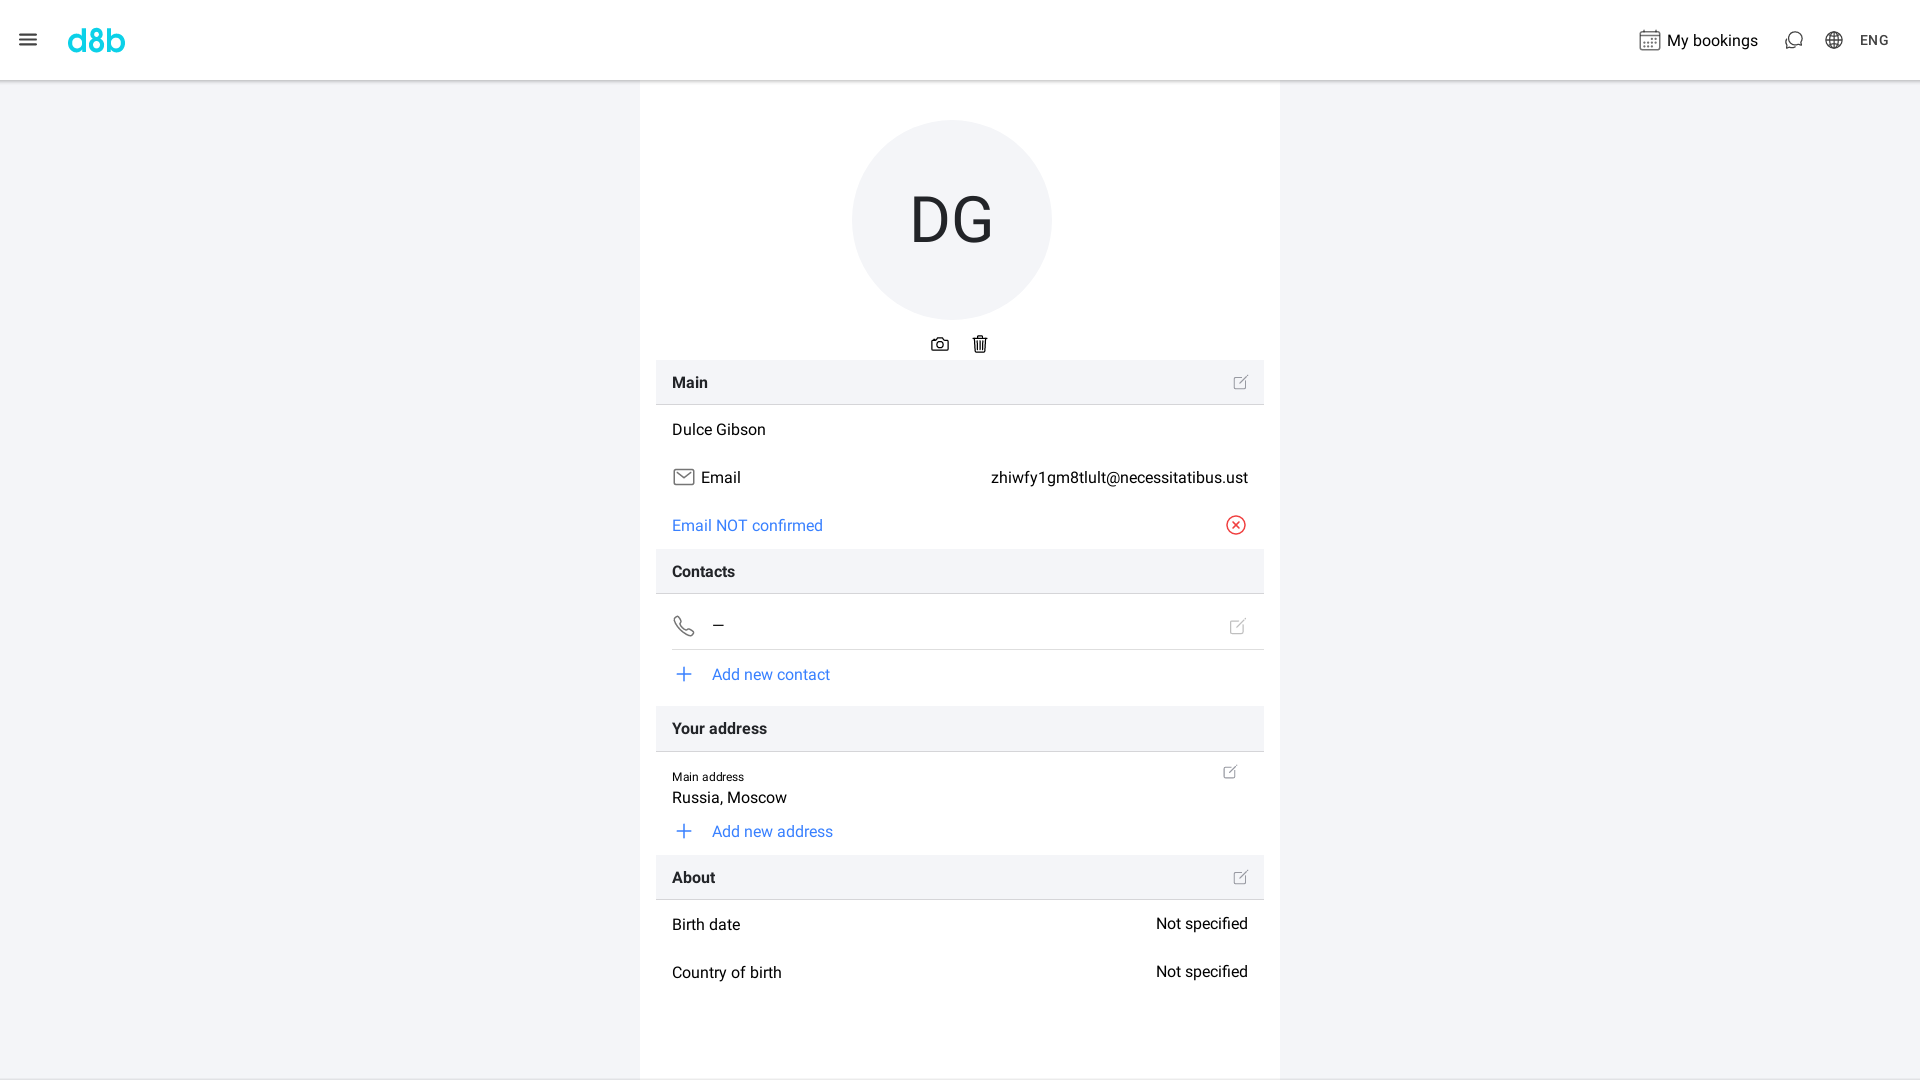 d8b
My bookings
ENG
DG
Main
Dulce Gibson
Email
zhiwfy1gm8tlult@necessitatibus.ust
Email NOT confirmed
Contacts
—
Add new contact
Your address
Main address
Russia, Moscow
Add new address
About
Birth date
Not specified
Country of birth
Not specified